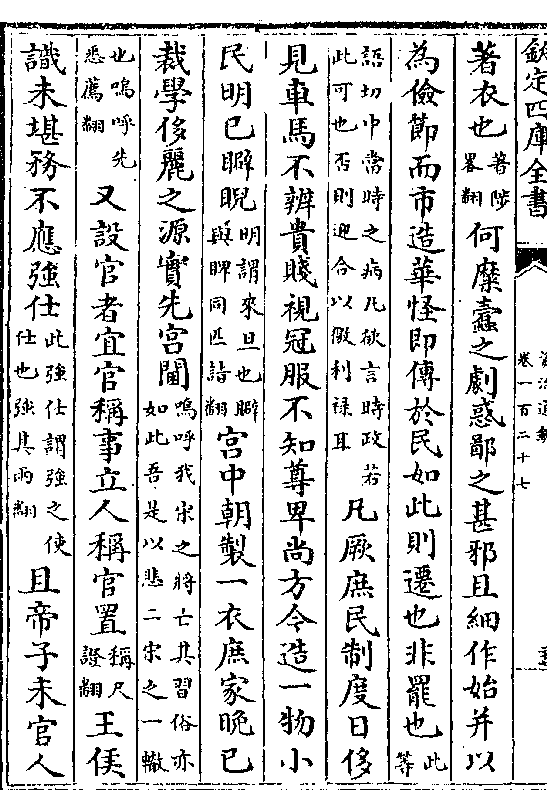 欽定四庫全書
資治通鑑
卷一百二十七
著衣也著陟畧翻何糜蠧之劇惑鄙之甚邪且細作始并以
為儉節而市造華怪即傳於民如此則遷也非罷也此等
語切中當時之病凡欲言時政若此可也否則迎合以徼利禄耳凡厥庶民制度日侈
見車馬不辨貴賤視冠服不知尊卑尚方今造一物小
民明已睥睨明謂來旦也睥與睥同匹詣翻宮中朝製一衣庶家晚已
裁學侈麗之源實先宮閫嗚呼我宋之將亡其習俗亦如此吾是以悲二宋之一轍
也嗚呼先悉薦翻又設官者宜官稱事立人稱官置稱尺證翻王侯
識未堪務不應強仕此強仕謂強之使仕也強其兩翻且帝子未官人